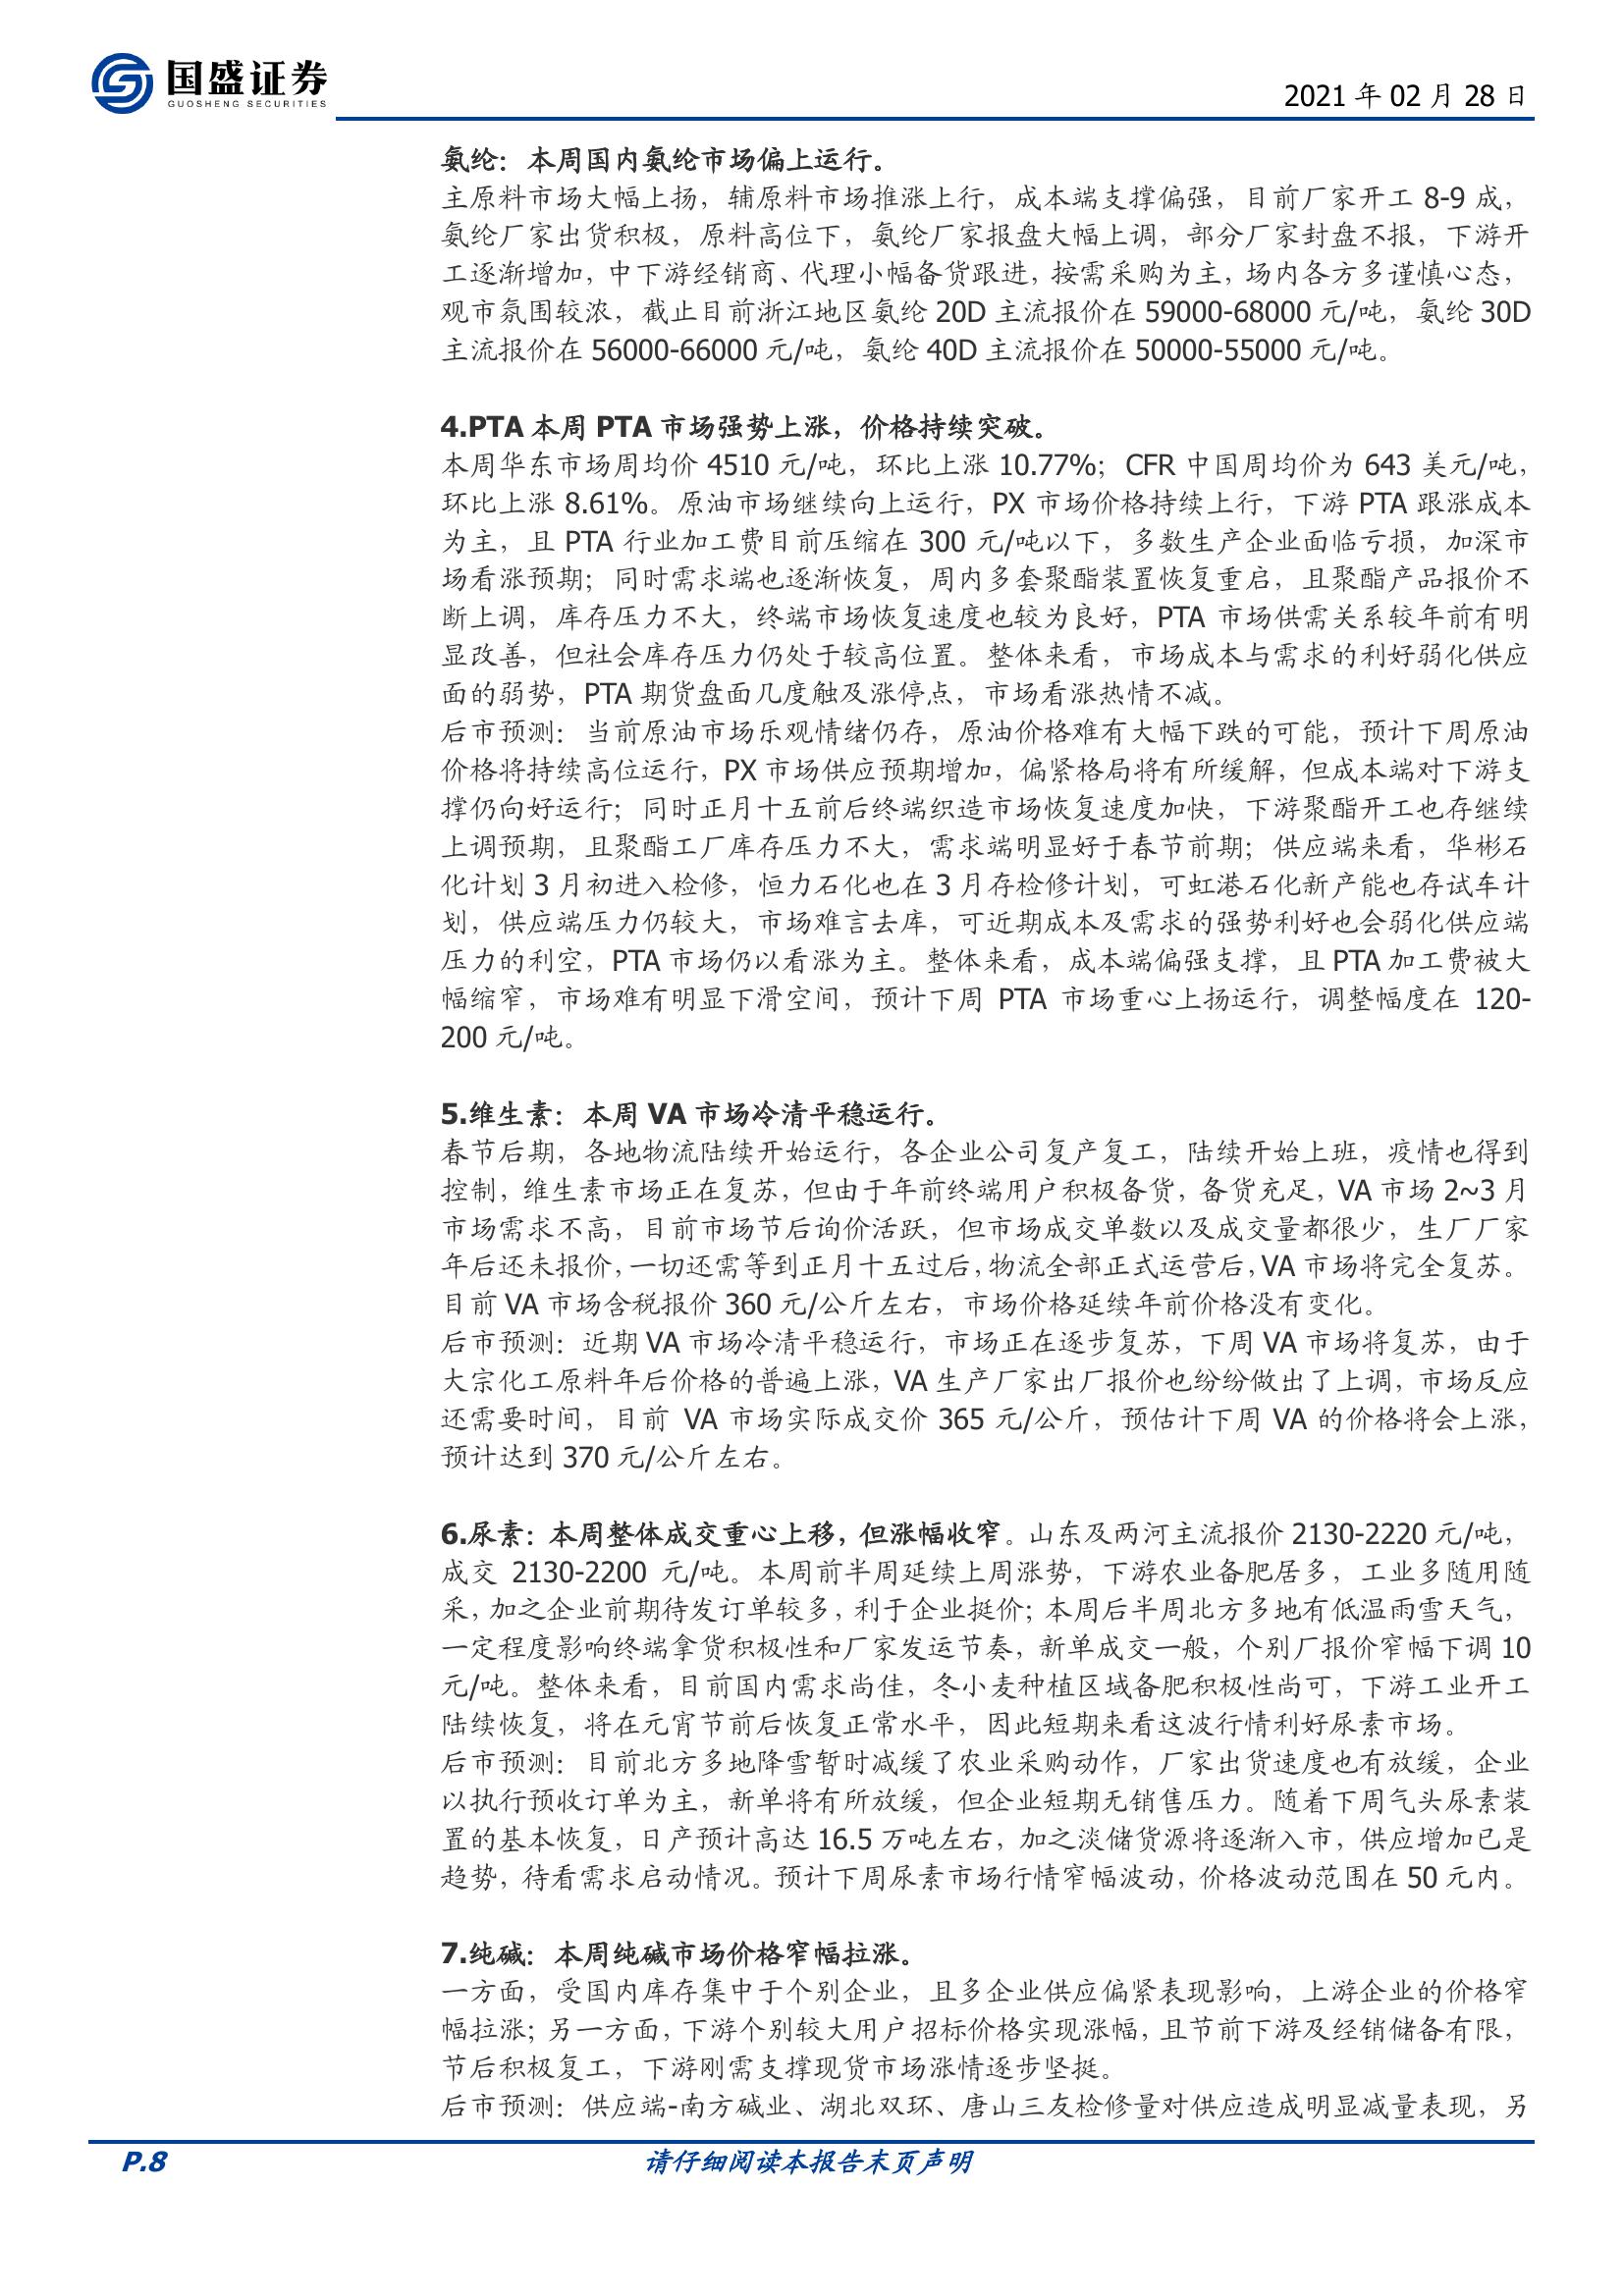 国盛证券
GUOSHENG SECURITIES
2021 年 02 月 28 日
氨纶：本周国内氨纶市场偏上运行。
主原料市场大幅上扬，辅原料市场推涨上行，成本端支撑偏强，目前厂家开工 8-9 成，
氨纶厂家出货积极，原料高位下，氨纶厂家报盘大幅上调，部分厂家封盘不报，下游开
工逐渐增加，中下游经销商、代理小幅备货跟进，按需采购为主，场内各方多谨慎心态，
观市氛围较浓，截止目前浙江地区氨纶 20D 主流报价在 59000-68000 元/吨，氨纶 30D
主流报价在 56000-66000 元/吨，氨纶 40D 主流报价在 50000-55000 元/吨。
4.PTA 本周 PTA 市场强势上涨，价格持续突破。
本周华东市场周均价 4510 元/吨，环比上涨 10.77%；CFR 中国周均价为 643 美元/吨，
环比上涨 8.61%。原油市场继续向上运行，PX 市场价格持续上行，下游 PTA 跟涨成本
为主，且 PTA 行业加工费目前压缩在 300 元/吨以下，多数生产企业面临亏损，加深市
场看涨预期；同时需求端也逐渐恢复，周内多套聚酯装置恢复重启，且聚酯产品报价不
断上调，库存压力不大，终端市场恢复速度也较为良好，PTA 市场供需关系较年前有明
显改善，但社会库存压力仍处于较高位置。整体来看，市场成本与需求的利好弱化供应
面的弱势，PTA 期货盘面几度触及涨停点，市场看涨热情不减。
后市预测：当前原油市场乐观情绪仍存，原油价格难有大幅下跌的可能，预计下周原油
价格将持续高位运行，PX 市场供应预期增加，偏紧格局将有所缓解，但成本端对下游支
撑仍向好运行；同时正月十五前后终端织造市场恢复速度加快，下游聚酯开工也存继续
上调预期，且聚酯工厂库存压力不大，需求端明显好于春节前期；供应端来看，华彬石
化计划 3 月初进入检修，恒力石化也在 3 月存检修计划，可虹港石化新产能也存试车计
划，供应端压力仍较大，市场难言去库，可近期成本及需求的强势利好也会弱化供应端
压力的利空，PTA 市场仍以看涨为主。整体来看，成本端偏强支撑，且 PTA 加工费被大
幅缩窄，市场难有明显下滑空间，预计下周 PTA 市场重心上扬运行，调整幅度在 120-
200 元/吨。
5.维生素：本周 VA 市场冷清平稳运行。
春节后期，各地物流陆续开始运行，各企业公司复产复工，陆续开始上班，疫情也得到
控制，维生素市场正在复苏，但由于年前终端用户积极备货，备货充足，VA 市场 2~3 月
市场需求不高，目前市场节后询价活跃，但市场成交单数以及成交量都很少，生厂厂家
年后还未报价，一切还需等到正月十五过后，物流全部正式运营后，VA 市场将完全复苏。
目前 VA 市场含税报价 360 元/公斤左右，市场价格延续年前价格没有变化。
后市预测：近期 VA 市场冷清平稳运行，市场正在逐步复苏，下周 VA 市场将复苏，由于
大宗化工原料年后价格的普遍上涨，VA 生产厂家出厂报价也纷纷做出了上调，市场反应
还需要时间，目前 VA 市场实际成交价 365 元/公斤，预估计下周 VA 的价格将会上涨，
预计达到 370 元/公斤左右。
6.尿素：本周整体成交重心上移，但涨幅收窄。山东及两河主流报价 2130-2220 元/吨，
成交 2130-2200 元/吨。本周前半周延续上周涨势，下游农业备肥居多，工业多随用随
采，加之企业前期待发订单较多，利于企业挺价；本周后半周北方多地有低温雨雪天气，
一定程度影响终端拿货积极性和厂家发运节奏，新单成交一般，个别厂报价窄幅下调 10
元/吨。整体来看，目前国内需求尚佳，冬小麦种植区域备肥积极性尚可，下游工业开工
陆续恢复，将在元宵节前后恢复正常水平，因此短期来看这波行情利好尿素市场。
后市预测：目前北方多地降雪暂时减缓了农业采购动作，厂家出货速度也有放缓，企业
以执行预收订单为主，新单将有所放缓，但企业短期无销售压力。随着下周气头尿素装
置的基本恢复，日产预计高达 16.5 万吨左右，加之淡储货源将逐渐入市，供应增加已是
趋势，待看需求启动情况。预计下周尿素市场行情窄幅波动，价格波动范围在 50 元内。
7.纯碱：本周纯碱市场价格窄幅拉涨。
一方面，受国内库存集中于个别企业，且多企业供应偏紧表现影响，上游企业的价格窄
幅拉涨；另一方面，下游个别较大用户招标价格实现涨幅，且节前下游及经销储备有限，
节后积极复工，下游刚需支撑现货市场涨情逐步坚挺。
后市预测：供应端-南方碱业、湖北双环、唐山三友检修量对供应造成明显减量表现，另
P.8
请仔细阅读本报告末页声明